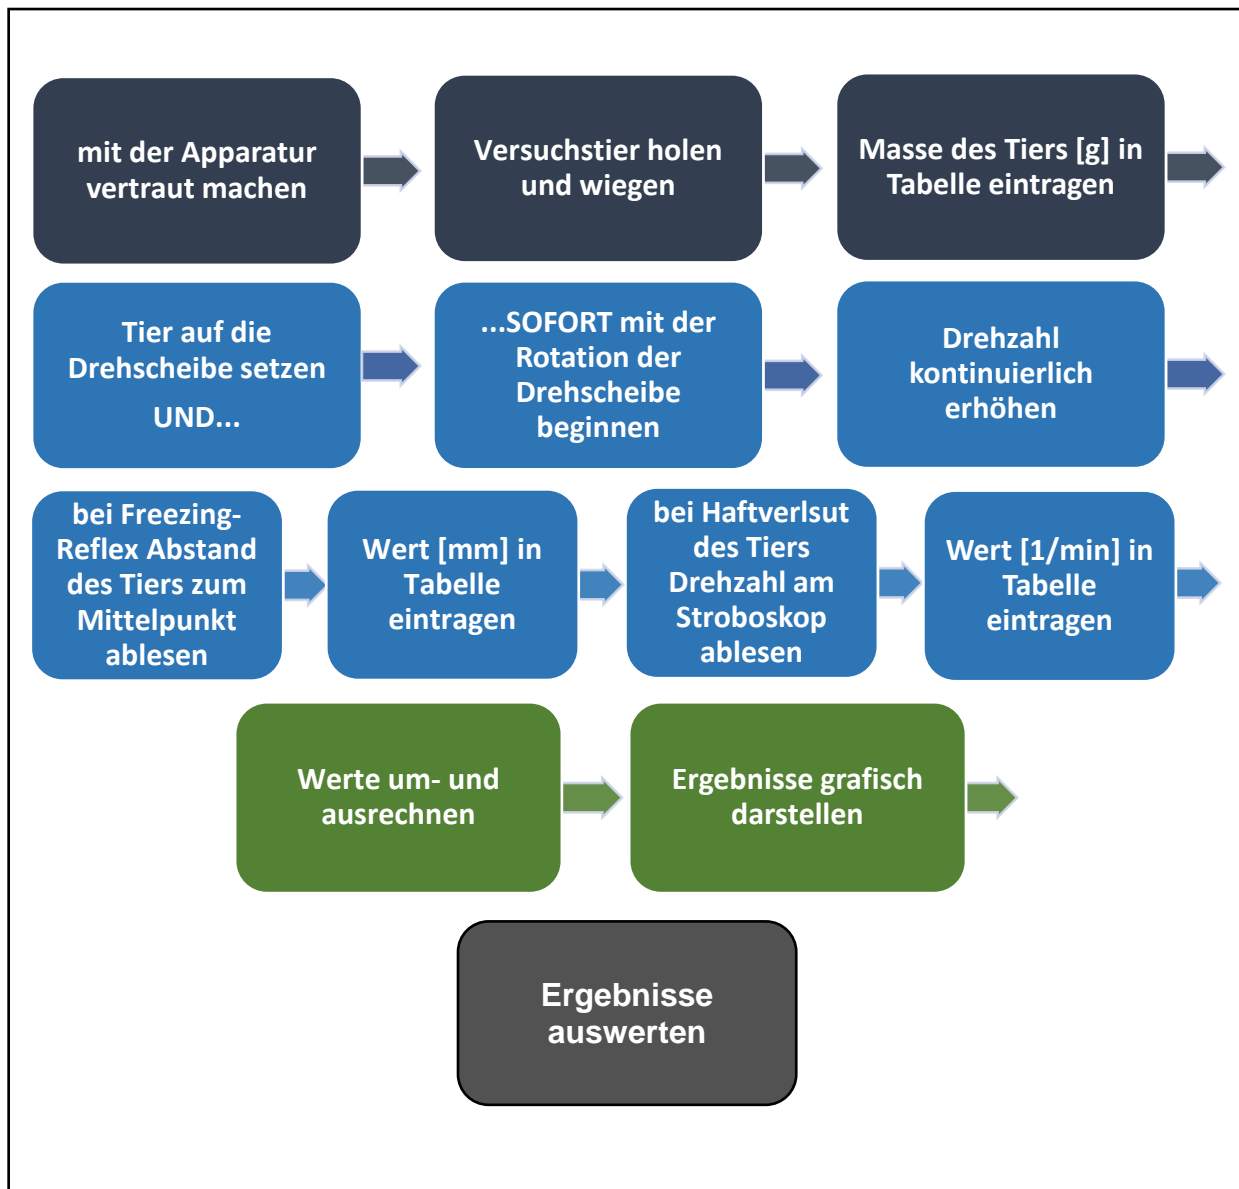 mit der Apparatur
vertraut machen
Versuchstier holen
und wiegen
Masse des Tiers [g] in
Tabelle eintragen
Tier auf die
Drehscheibe setzen
UND...
...SOFORT mit der
Rotation der
Drehscheibe
beginnen
Drehzahl
kontinuierlich
erhöhen
bei Freezing-
Reflex Abstand
des Tiers zum
Mittelpunkt
ablesen
Wert [mm] in
Tabelle
eintragen
bei Haftverlsut
des Tiers
Drehzahl am
Stroboskop
ablesen
Wert [1/min] in
Tabelle
eintragen
Werte um- und
ausrechnen
Ergebnisse grafisch
darstellen
Ergebnisse
auswerten